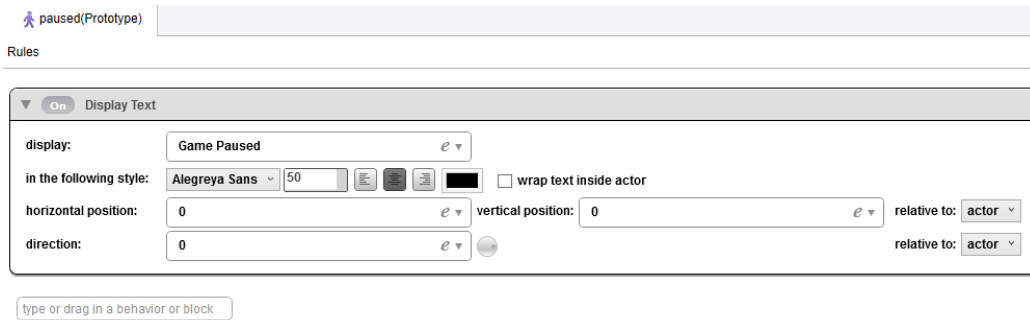 paused(Prototype)
Rules
On Display Text
display: Game Paused e
in the following style: Alegreya Sans 50 wrap text inside actor
horizontal position: 0 e vertical position: 0 e relative to: actor
direction: 0 e relative to: actor
type or drag in a behavior or block